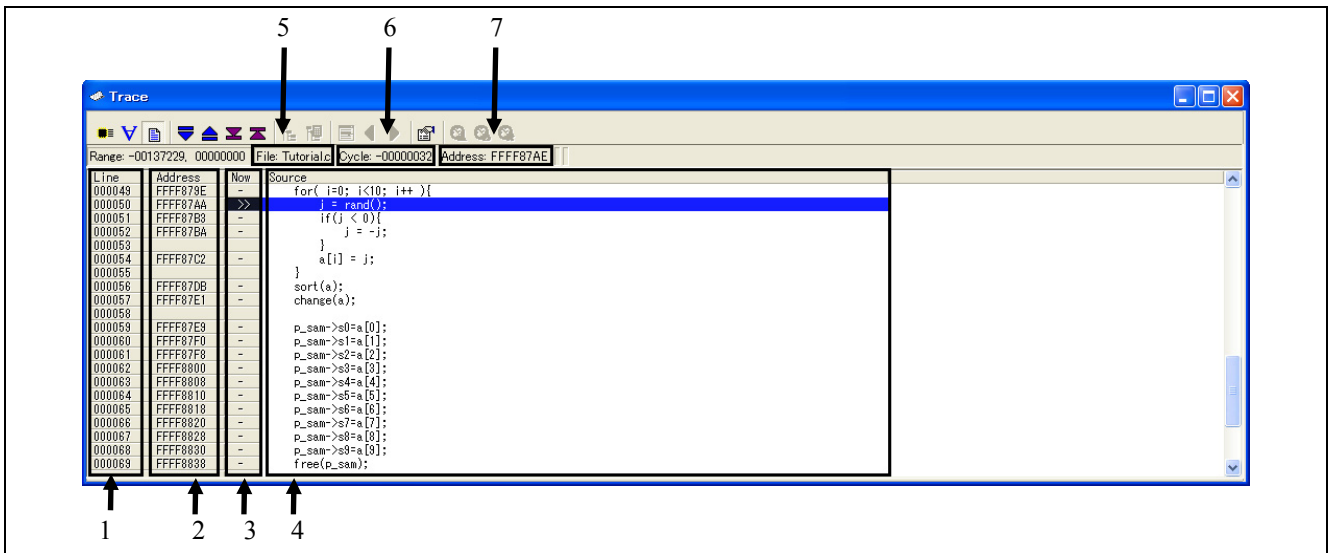 5 6 7
Trace
Range: -00137229, 00000000 File: Tutorial.c Cycle: -00000032 Address: FFFF87AE
Line Address Now Source
000049 FFFF879E - for( i=0; i<10; i++ ){
000050 FFFF87AA >> j = rand();
000051 FFFF87B3 - if(j < 0){
000052 FFFF87BA - j = -j;
000053 }
000054 FFFF87C2 - a[i] = j;
000055 }
000056 FFFF87DB - sort(a);
000057 FFFF87E1 - change(a);
000058
000059 FFFF87E9 - p_sam->s0=a[0];
000060 FFFF87F0 - p_sam->s1=a[1];
000061 FFFF87F8 - p_sam->s2=a[2];
000062 FFFF8800 - p_sam->s3=a[3];
000063 FFFF8808 - p_sam->s4=a[4];
000064 FFFF8810 - p_sam->s5=a[5];
000065 FFFF8818 - p_sam->s6=a[6];
000066 FFFF8820 - p_sam->s7=a[7];
000067 FFFF8828 - p_sam->s8=a[8];
000068 FFFF8830 - p_sam->s9=a[9];
000069 FFFF8838 - free(p_sam);
1 2 3 4